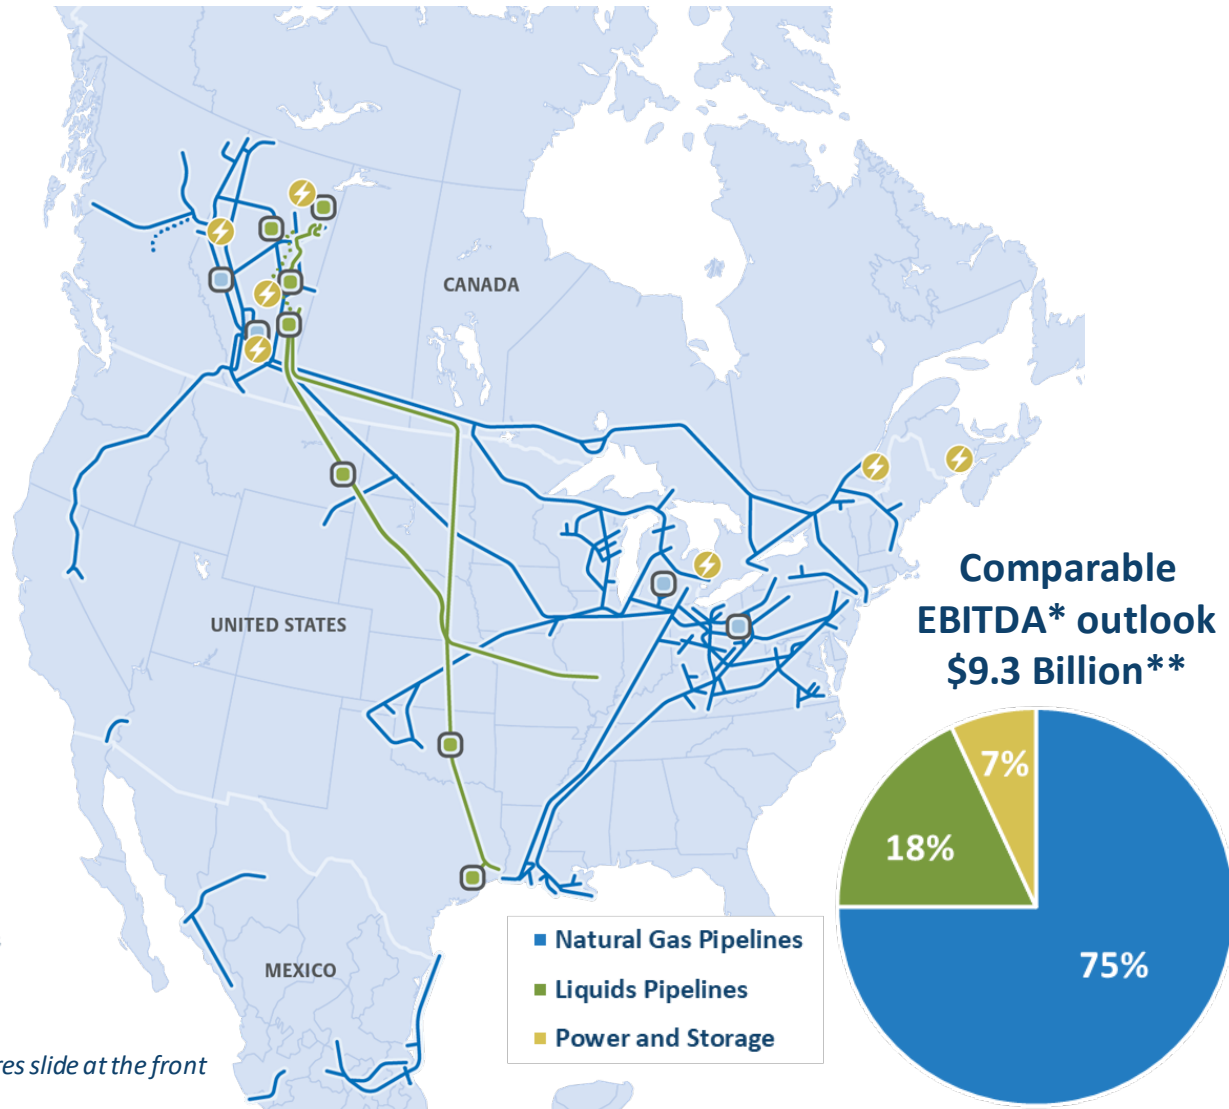 CANADA
UNITED STATES
MEXICO
Comparable
EBITDA* outlook
$9.3 Billion**
7%
18%
75%
Natural Gas Pipelines
Liquids Pipelines
Power and Storage
slide at the front